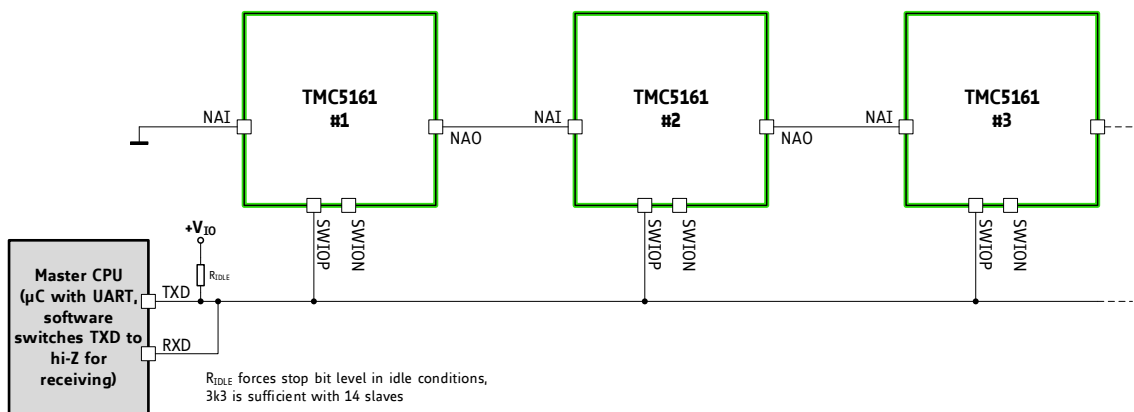 TMC5161
#1
TMC5161
#2
TMC5161
#3
NAI
NAO
NAI
NAO
NAI
SWIOP
SWION
SWIOP
SWION
SWIOP
SWION
+VIO
RIDLE
Master CPU
(µC with UART,
software
switches TXD to
hi-Z for
receiving)
TXD
RXD
RIDLE forces stop bit level in idle conditions,
3k3 is sufficient with 14 slaves